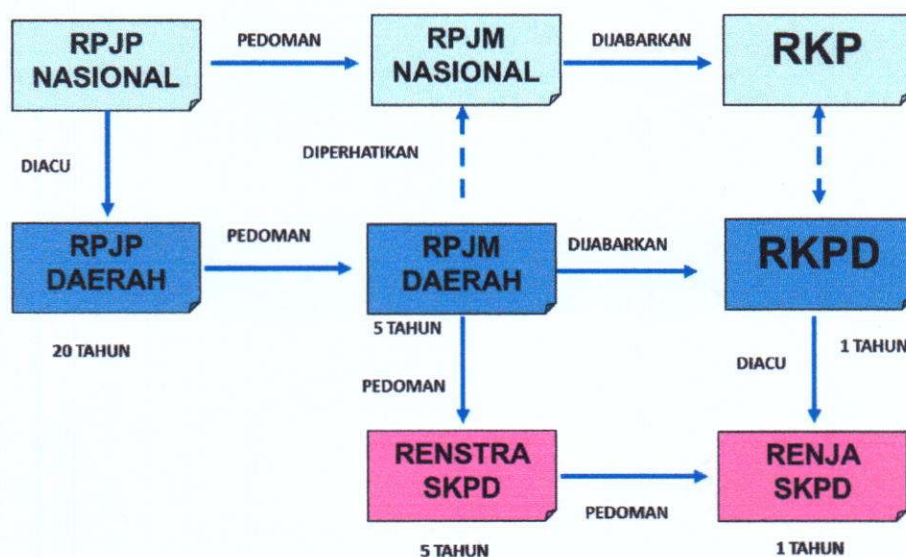 RPJP
NASIONAL
PEDOMAN
RPJM
NASIONAL
DIJABARKAN
RKP
DIACU
DIPERHATIKAN
RPJP
DAERAH
PEDOMAN
RPJM
DAERAH
DIJABARKAN
RKPD
20 TAHUN
5 TAHUN
1 TAHUN
PEDOMAN
DIACU
RENSTRA
SKPD
PEDOMAN
RENJA
SKPD
5 TAHUN
1 TAHUN